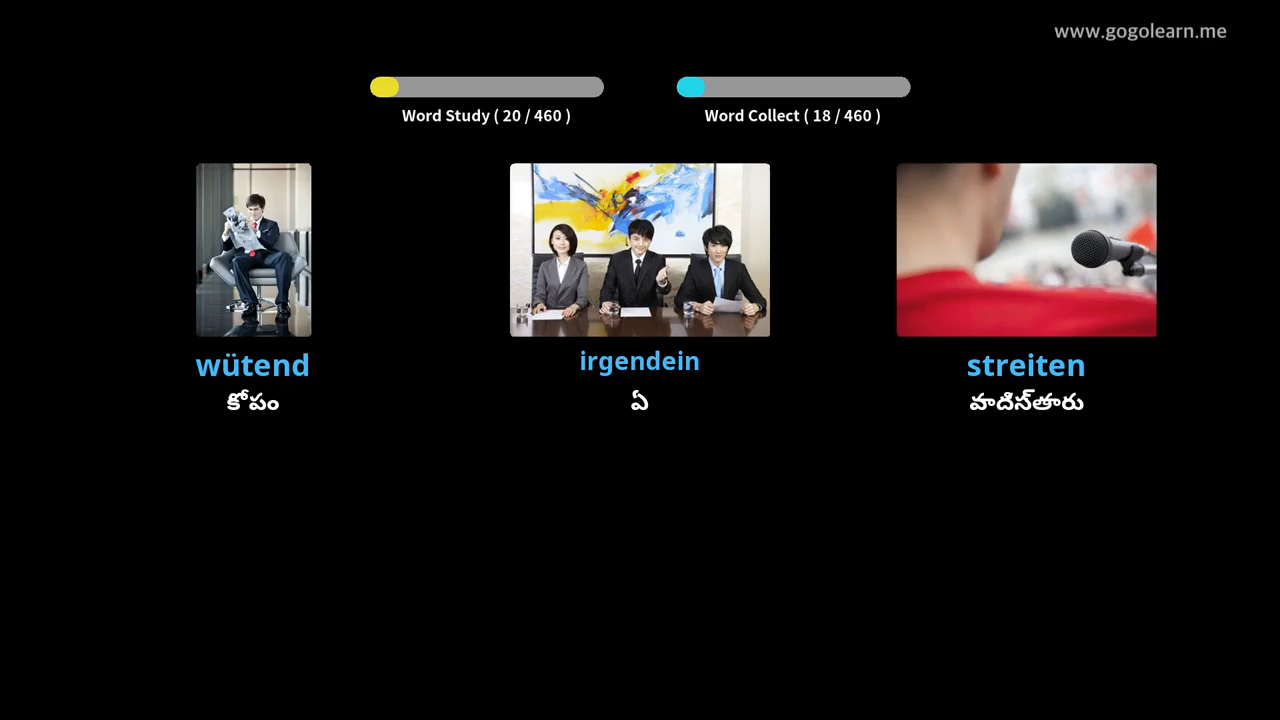 www.gogolearn.me
Word Study ( 20 / 460 )
Word Collect ( 18 / 460 )
wütend
irgendein
streiten
కోపం
ఏ
వాదిస్‌తారు